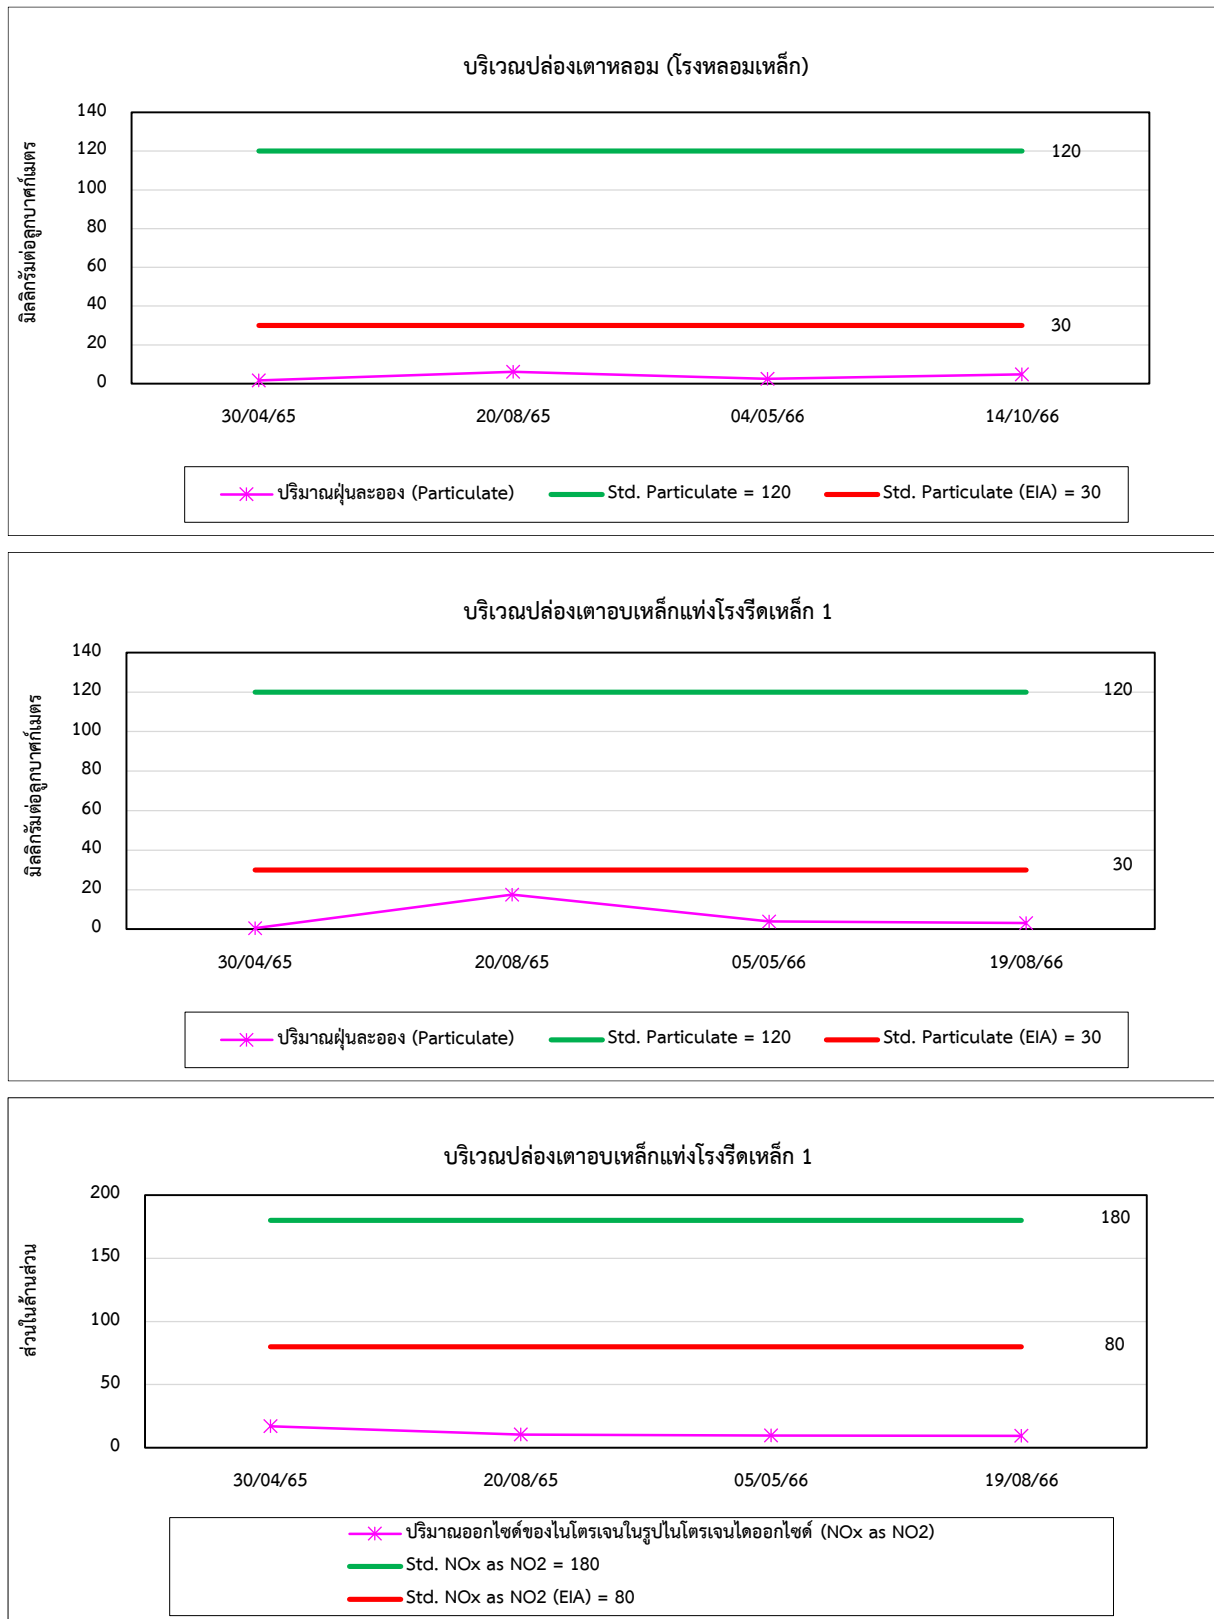 บริเวณปล่องเตาหลอม (โรงหลอมเหล็ก)
มิลลิกรัมต่อลูกบาศก์เมตร
140
120
100
80
60
40
20
0
120
30
30/04/65 20/08/65 04/05/66 14/10/66
ปริมาณฝุ่นละออง (Particulate) Std. Particulate = 120 Std. Particulate (EIA) = 30
บริเวณปล่องเตาอบเหล็กแท่งโรงรีดเหล็ก 1
มิลลิกรัมต่อลูกบาศก์เมตร
140
120
100
80
60
40
20
0
120
30
30/04/65 20/08/65 05/05/66 19/08/66
ปริมาณฝุ่นละออง (Particulate) Std. Particulate = 120 Std. Particulate (EIA) = 30
บริเวณปล่องเตาอบเหล็กแท่งโรงรีดเหล็ก 1
ส่วนในล้านส่วน
200
150
100
50
0
180
80
30/04/65 20/08/65 05/05/66 19/08/66
ปริมาณออกไซด์ของไนโตรเจนในรูปไนโตรเจนไดออกไซด์ (NOx as NO2)
Std. NOx as NO2 = 180
Std. NOx as NO2 (EIA) = 80